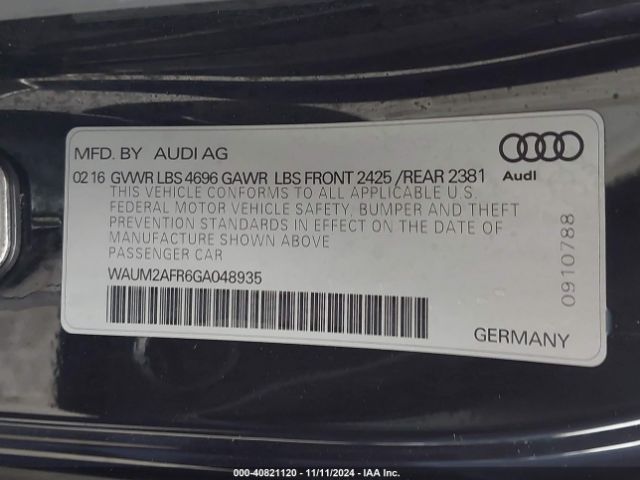 MFD. BY AUDI AG
02 16 GVWR LBS 4696 GAWR LBS FRONT 2425 /REAR 2381
Audi
THIS VEHICLE CONFORMS TO ALL APPLICABLE U.S.
FEDERAL MOTOR VEHICLE SAFETY, BUMPER AND THEFT
PREVENTION STANDARDS IN EFFECT ON THE DATE OF
MANUFACTURE SHOWN ABOVE
PASSENGER CAR
WAUM2AFR6GA048935
0910788
GERMANY
000-40821120 - 11/11/2024 - IAA Inc.